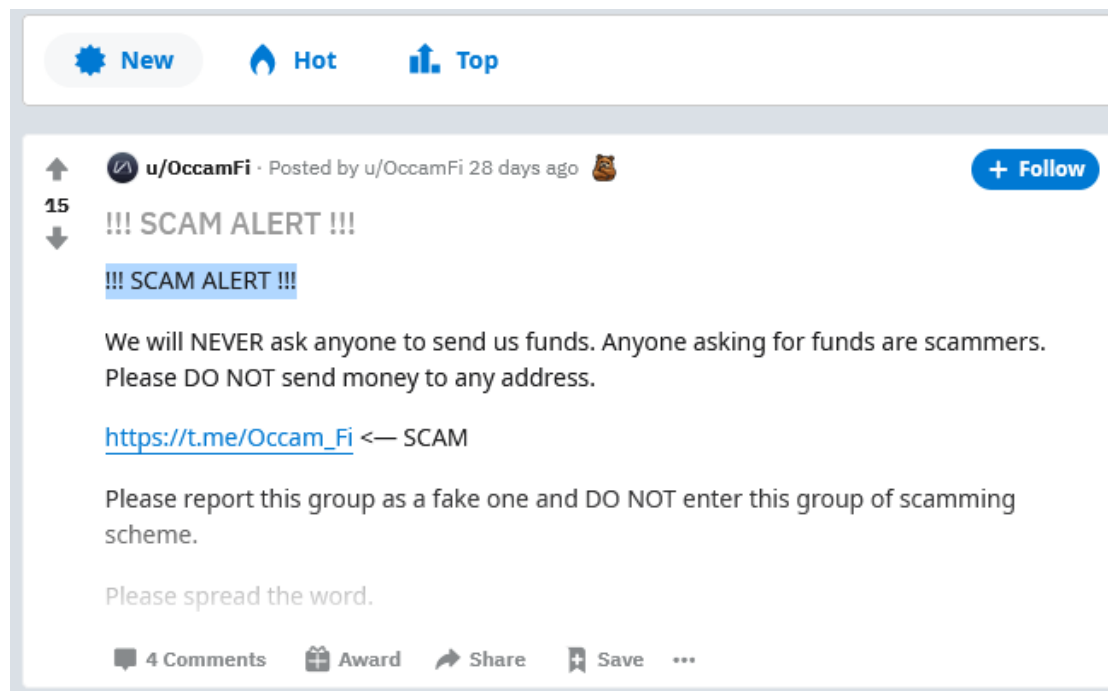 New Hot Top
u/OccamFi · Posted by u/OccamFi 28 days ago
+ Follow
15
!!! SCAM ALERT !!!
!!! SCAM ALERT !!!
We will NEVER ask anyone to send us funds. Anyone asking for funds are scammers.
Please DO NOT send money to any address.
https://t.me/Occam_Fi <— SCAM
Please report this group as a fake one and DO NOT enter this group of scamming
scheme.
Please spread the word.
4 Comments Award Share Save ...